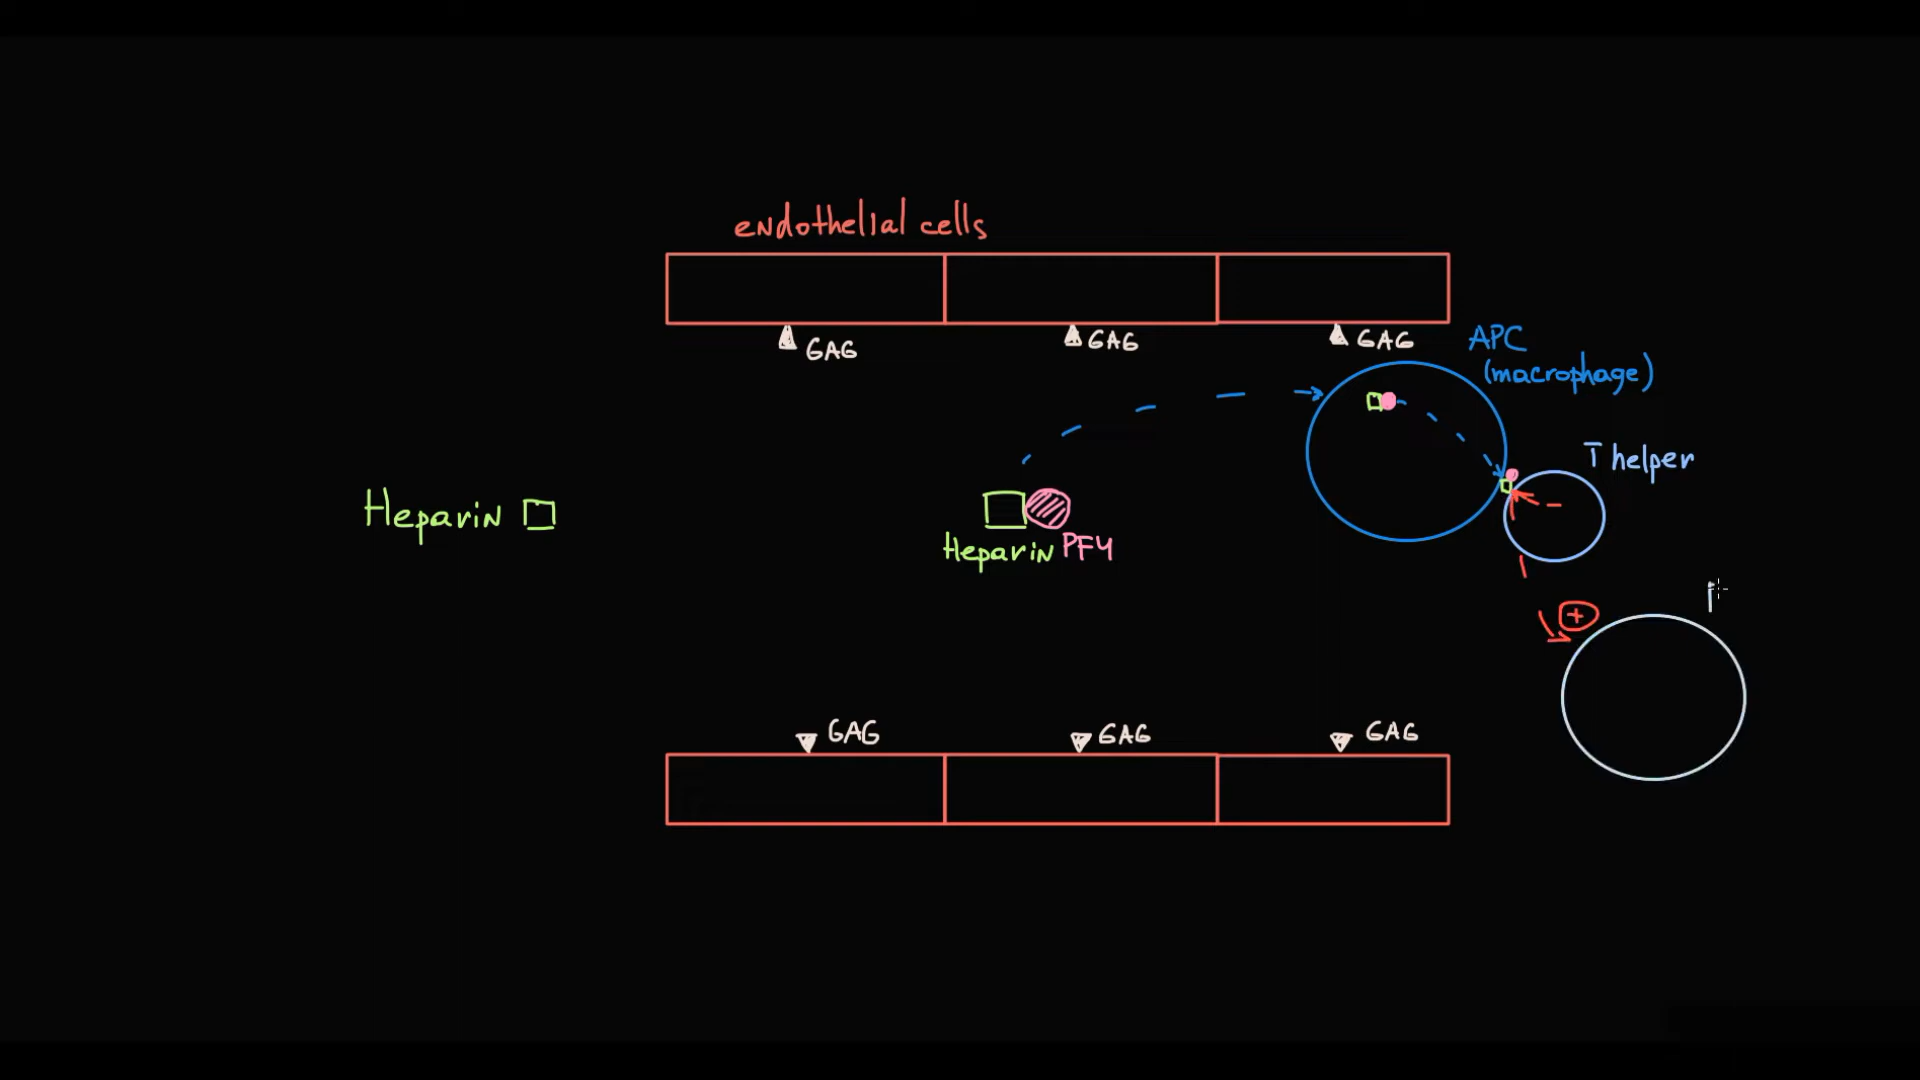 endothelial cells
GAG
GAG
GAG
APC
(macrophage)
T helper
Heparin
Heparin PF4
+
GAG
GAG
GAG